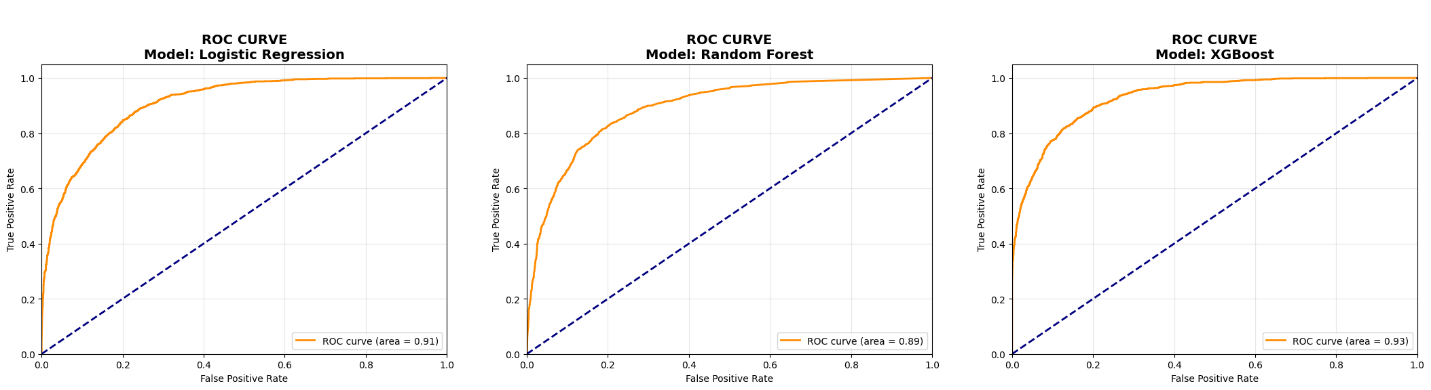 ROC CURVE
Model: Logistic Regression
1.0
0.8
0.6
0.4
0.2
0.0
True Positive Rate
ROC curve (area = 0.91)
0.0 0.2 0.4 0.6 0.8 1.0
False Positive Rate
ROC CURVE
Model: Random Forest
1.0
0.8
0.6
0.4
0.2
0.0
True Positive Rate
ROC curve (area = 0.89)
0.0 0.2 0.4 0.6 0.8 1.0
False Positive Rate
ROC CURVE
Model: XGBoost
1.0
0.8
0.6
0.4
0.2
0.0
True Positive Rate
ROC curve (area = 0.93)
0.0 0.2 0.4 0.6 0.8 1.0
False Positive Rate